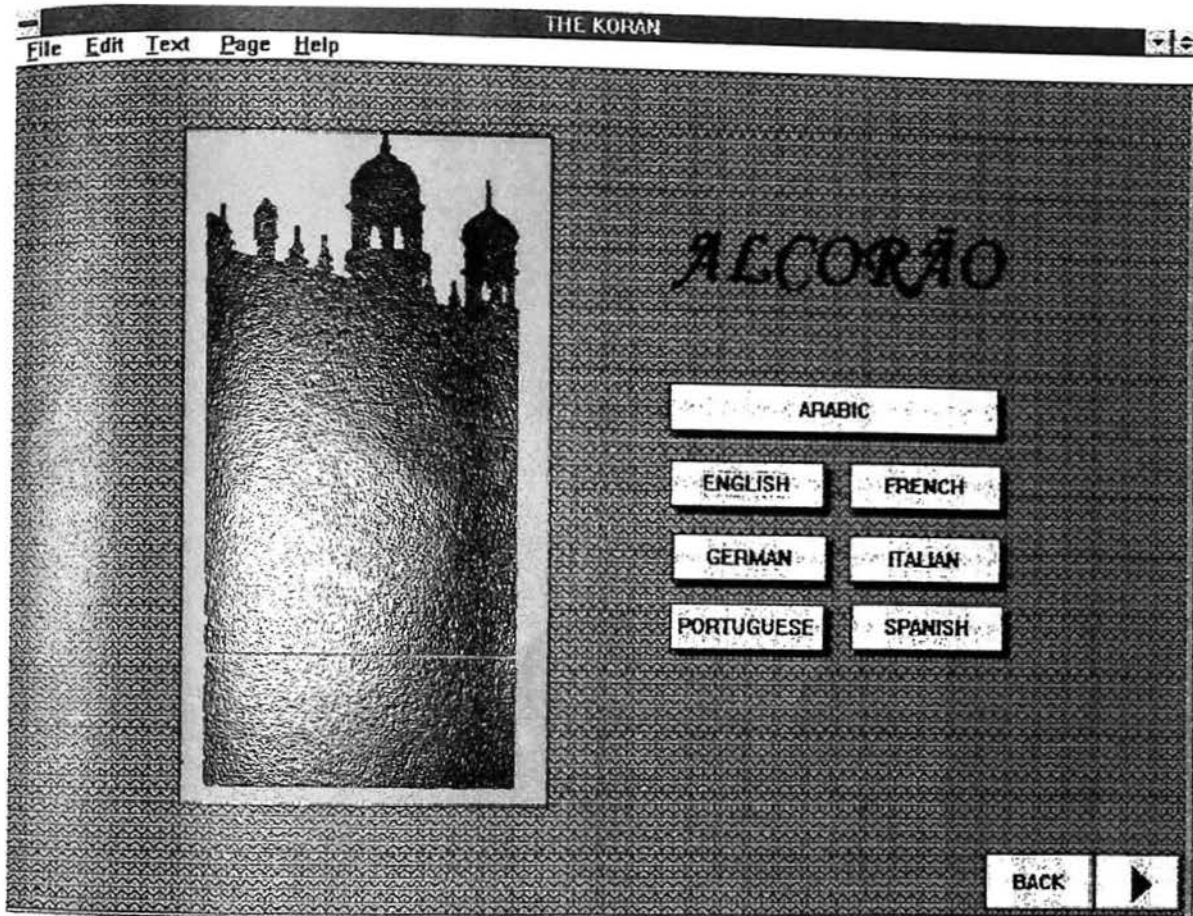 THE KORAN
File Edit Text Page Help
ALCORÃO
ARABIC
ENGLISH FRENCH
GERMAN ITALIAN
PORTUGUESE SPANISH
BACK